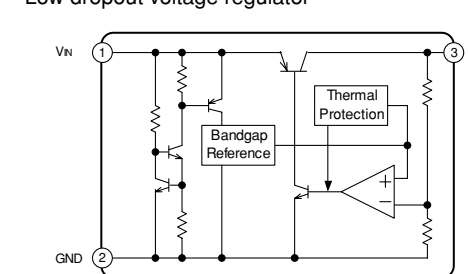 Low dropout voltage regulator
VIN
1
3
Thermal
Protection
Bandgap
Reference
+
−
GND
2